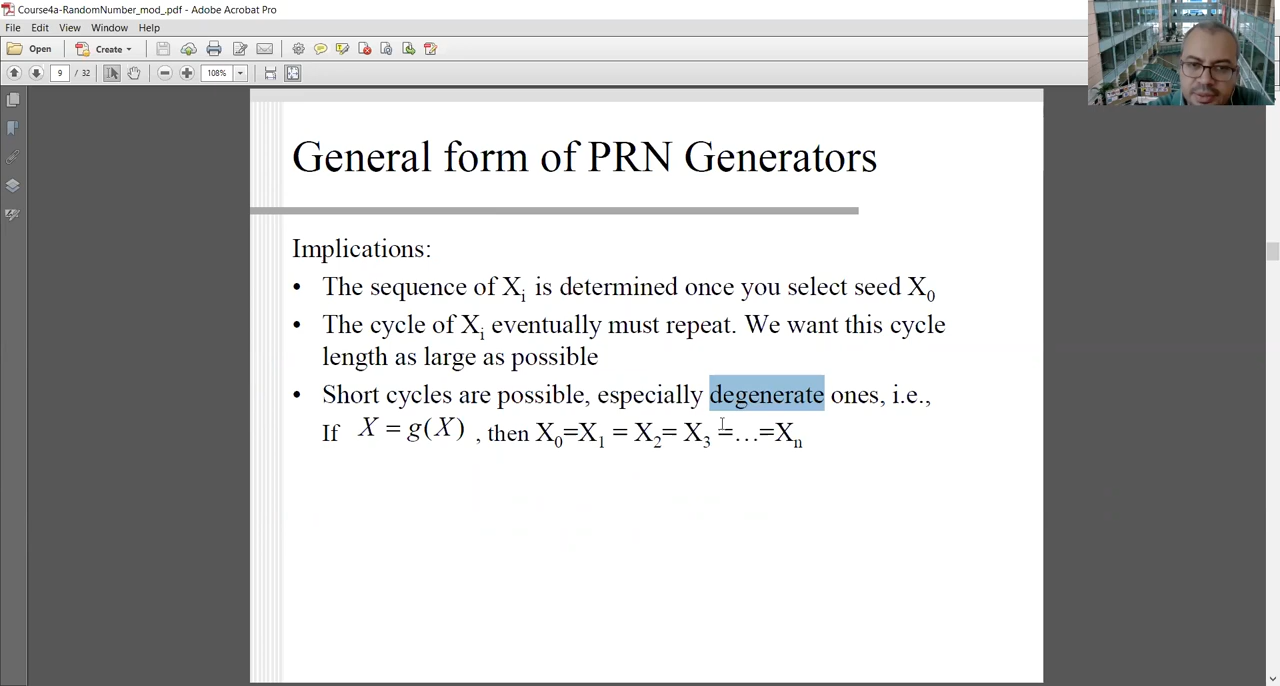 Course4a-RandomNumber_mod_.pdf - Adobe Acrobat Pro
File Edit View Window Help
Open Create
9 / 32 108%
General form of PRN Generators
Implications:
• The sequence of Xi is determined once you select seed X0
• The cycle of Xi eventually must repeat. We want this cycle
length as large as possible
• Short cycles are possible, especially degenerate ones, i.e.,
If X = g(X) , then X0=X1 = X2= X3 =…=Xn